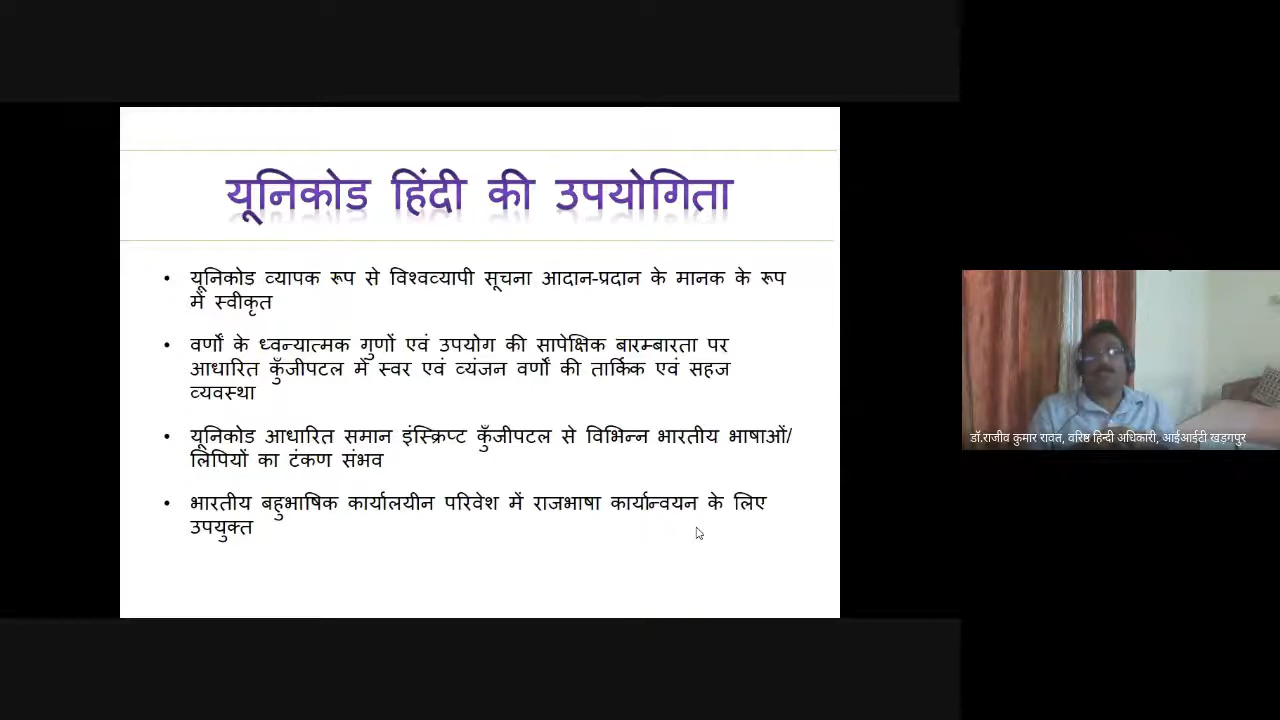 यूनिकोड हिंदी की उपयोगिता
• यूनिकोड व्यापक रूप से विश्वव्यापी सूचना आदान-प्रदान के मानक के रूप
में स्वीकृत
• वर्णों के ध्वन्यात्मक गुणों एवं उपयोग की सापेक्षिक बारम्बारता पर
आधारित कुँजीपटल में स्वर एवं व्यंजन वर्णों की तार्किक एवं सहज
व्यवस्था
• यूनिकोड आधारित समान इंस्क्रिप्ट कुँजीपटल से विभिन्न भारतीय भाषाओं/
लिपियों का टंकण संभव
• भारतीय बहुभाषिक कार्यालयीन परिवेश में राजभाषा कार्यान्वयन के लिए
उपयुक्त
डॉ.राजीव कुमार रावत, वरिष्ठ हिन्दी अधिकारी, आईआईटी खड़गपुर